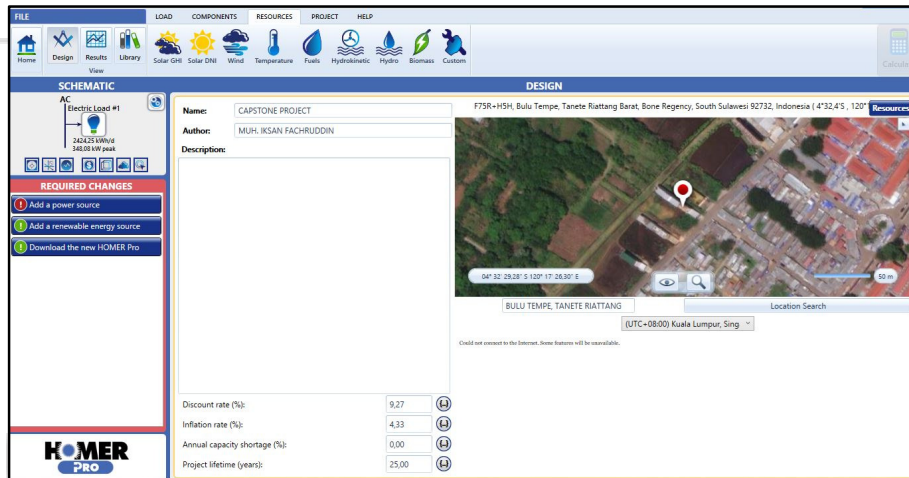 FILE LOAD COMPONENTS RESOURCES PROJECT HELP
Home Design Results Library Solar GHI Solar DNI Wind Temperature Fuels Hydrokinetic Hydro Biomass Custom Calculate
View
SCHEMATIC
AC
Electric Load #1
2424,25 kWh/d
348,08 kW peak
REQUIRED CHANGES
Add a power source
Add a renewable energy source
Download the new HOMER Pro
HOMER
PRO
DESIGN
Name: CAPSTONE PROJECT
Author: MUH. IKSAN FACHRUDDIN
Description:
Discount rate (%): 9,27 {..}
Inflation rate (%): 4,33 {..}
Annual capacity shortage (%): 0,00 {..}
Project lifetime (years): 25,00 {..}
F75R+H5H, Bulu Tempe, Tanete Riattang Barat, Bone Regency, South Sulawesi 92732, Indonesia ( 4°32,4'S , 120° Resources
04° 32' 29,28" S 120° 17' 26,30" E
50 m
BULU TEMPE, TANETE RIATTANG Location Search
(UTC+08:00) Kuala Lumpur, Sing
Could not connect to the Internet. Some features will be unavailable.